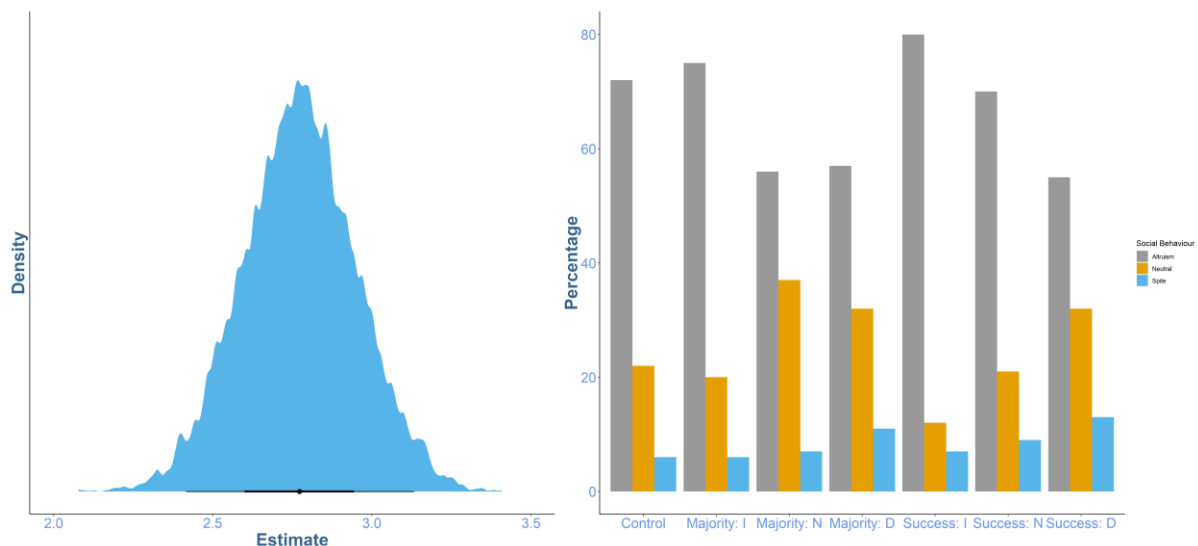 Density
2.0 2.5 3.0 3.5
Estimate
Percentage
80
60
40
20
0
Control Majority: I Majority: N Majority: D Success: I Success: N Success: D
Social Behaviour
Altruism
Neutral
Spite